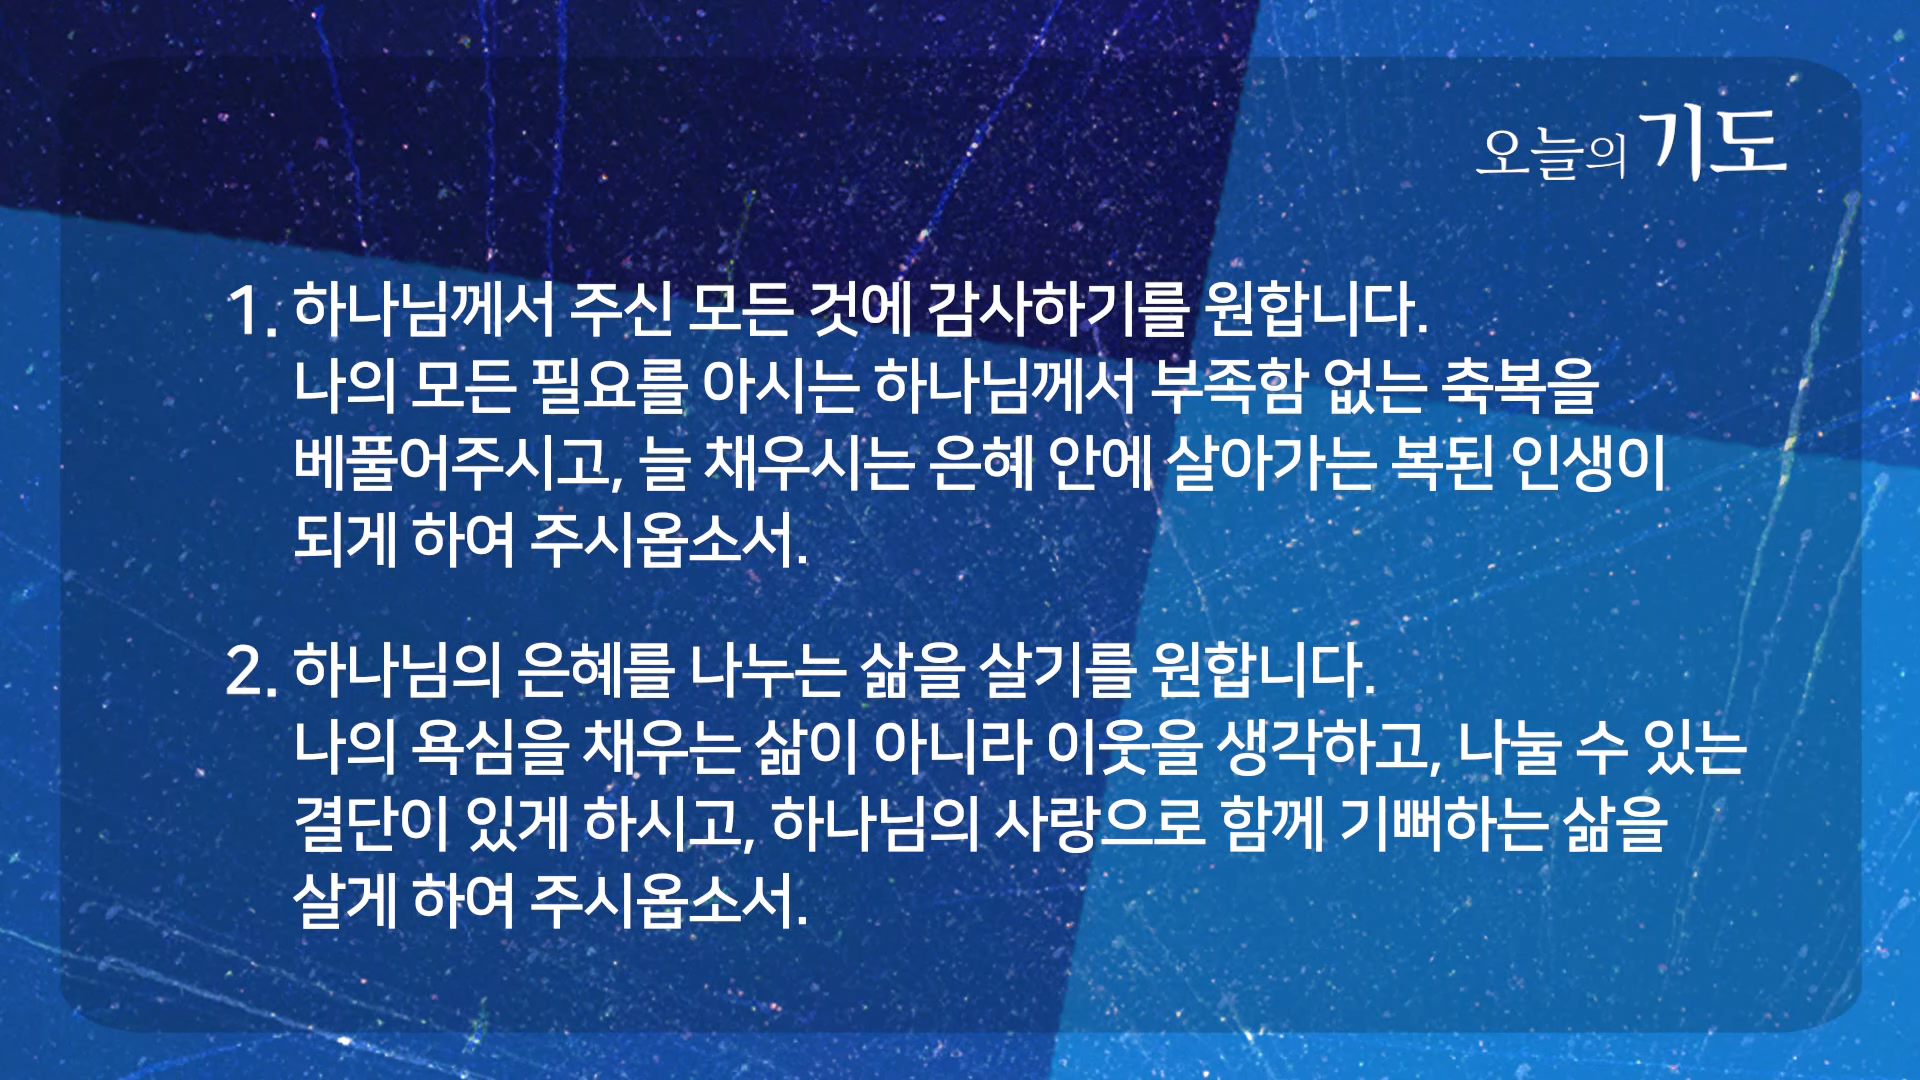 오늘의 기도
1. 하나님께서 주신 모든 것에 감사하기를 원합니다.
나의 모든 필요를 아시는 하나님께서 부족함 없는 축복을
베풀어주시고, 늘 채우시는 은혜 안에 살아가는 복된 인생이
되게 하여 주시옵소서.
2. 하나님의 은혜를 나누는 삶을 살기를 원합니다.
나의 욕심을 채우는 삶이 아니라 이웃을 생각하고, 나눌 수 있는
결단이 있게 하시고, 하나님의 사랑으로 함께 기뻐하는 삶을
살게 하여 주시옵소서.